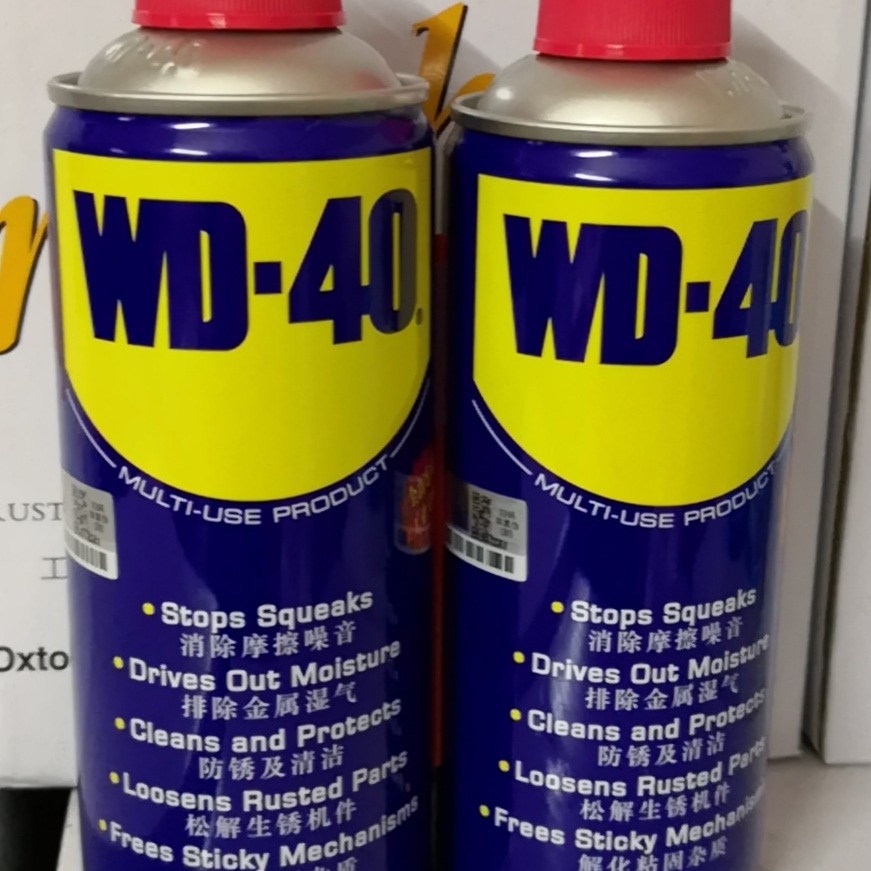 WD-40®
MULTI-USE PRODUCT
• Stops Squeaks
消除摩擦噪音
• Drives Out Moisture
排除金属湿气
• Cleans and Protects
防锈及清洁
• Loosens Rusted Parts
松解生锈机件
• Frees Sticky Mechanisms
杂质
WD-40
MULTI-USE PRODUCT
• Stops Squeaks
消除摩擦噪音
• Drives Out Moisture
排除金属湿气
• Cleans and Protects
防锈及清洁
• Loosens Rusted Parts
松解生锈机件
• Frees Sticky Mechanisms
解化粘固杂质
RUST
工
Oxto